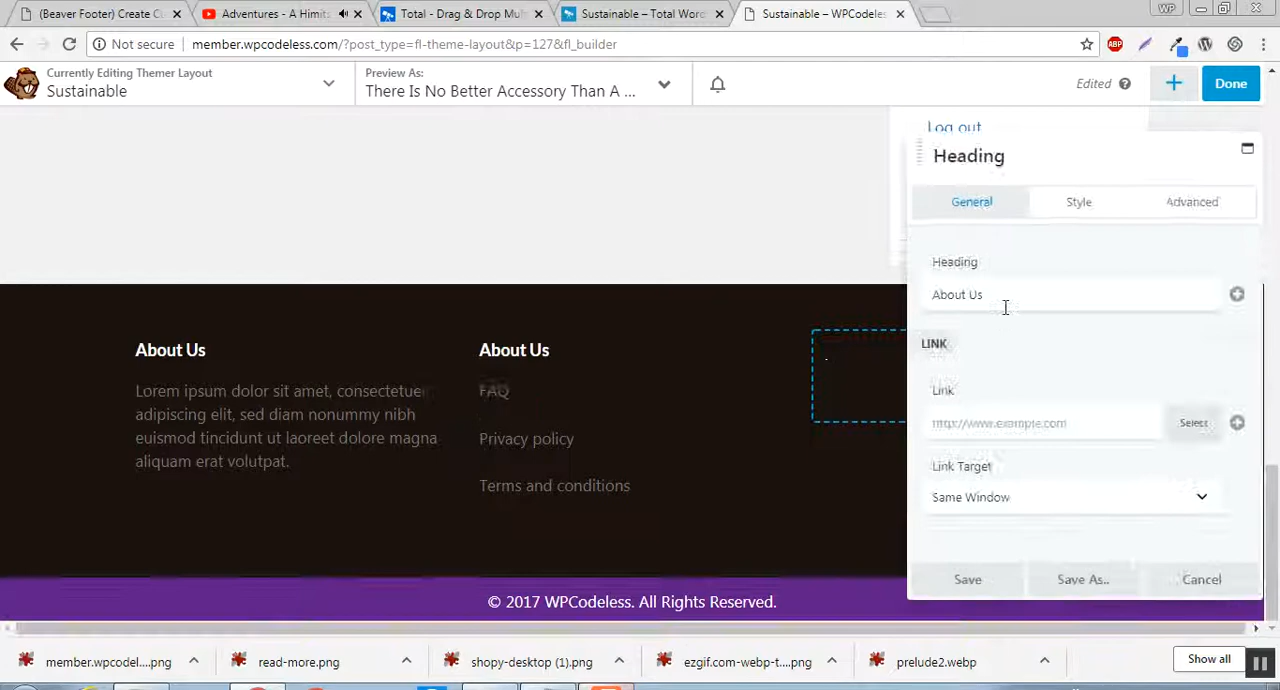 (Beaver Footer) Create Cu
Adventures - A Himits
Total - Drag & Drop Mult
Sustainable – Total Word
Sustainable – WPCodeless
WP
Not secure
member.wpcodeless.com/?post_type=fl-theme-layout&p=127&fl_builder
ABP
Currently Editing Themer Layout
Sustainable
Preview As:
There Is No Better Accessory Than A ...
Edited
Done
Log out
Heading
General
Style
Advanced
Heading
About Us
LINK
Link
http://www.example.com
Select
Link Target
Same Window
Save
Save As..
Cancel
About Us
Lorem ipsum dolor sit amet, consectetuer
adipiscing elit, sed diam nonummy nibh
euismod tincidunt ut laoreet dolore magna
aliquam erat volutpat.
About Us
FAQ
Privacy policy
Terms and conditions
© 2017 WPCodeless. All Rights Reserved.
member.wpcodel....png
read-more.png
shopy-desktop (1).png
ezgif.com-webp-t....png
prelude2.webp
Show all